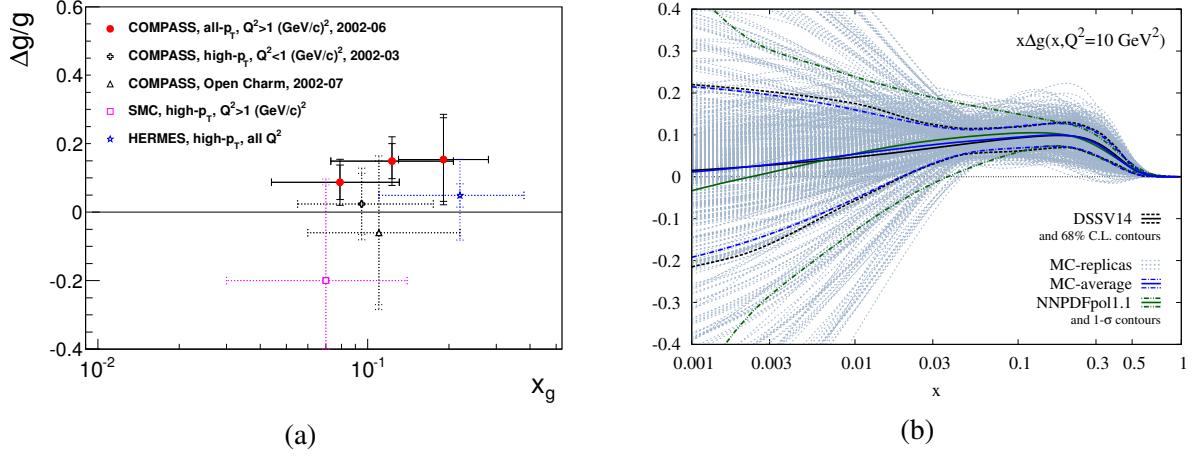 Δg/g
0.6
0.4
0.2
0
-0.2
-0.4
COMPASS, all-p_T, Q²>1 (GeV/c)², 2002-06
COMPASS, high-p_T, Q²<1 (GeV/c)², 2002-03
COMPASS, Open Charm, 2002-07
SMC, high-p_T, Q²>1 (GeV/c)²
HERMES, high-p_T, all Q²
10⁻²
10⁻¹
1
x_g
(a)
0.4
0.3
0.2
0.1
0
-0.1
-0.2
-0.3
-0.4
xΔg(x,Q²=10 GeV²)
DSSV14
and 68% C.L. contours
MC-replicas
MC-average
NNPDFpol1.1
and 1-σ contours
0.001 0.003 0.01 0.03 0.1 0.3 0.5 1
x
(b)